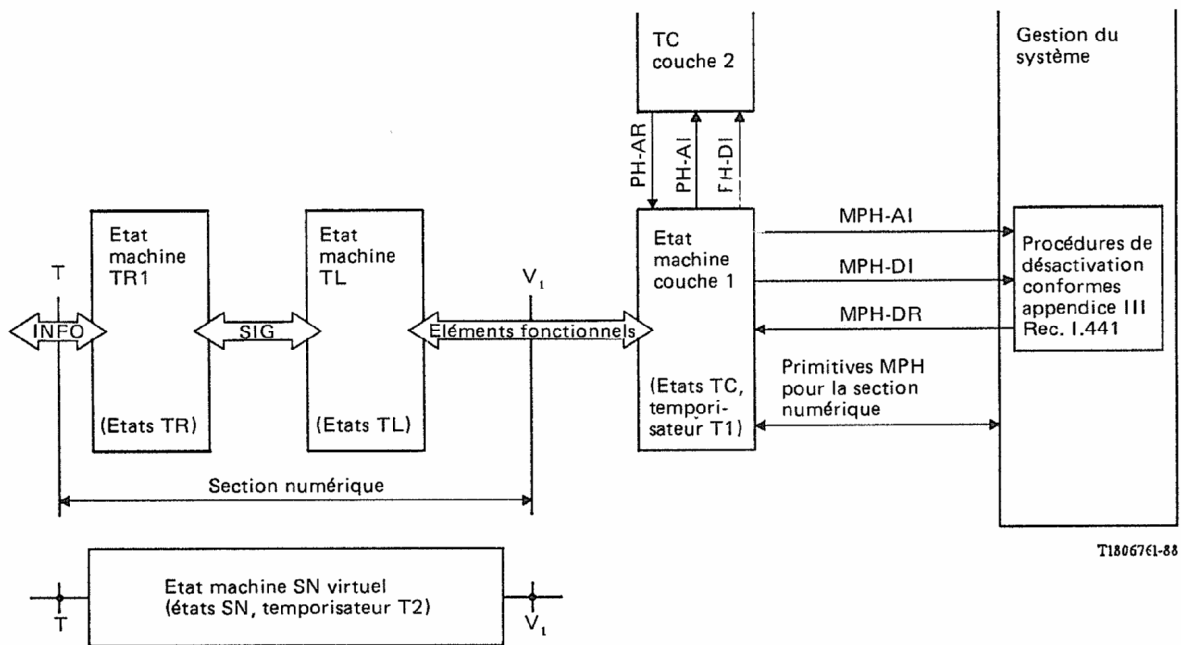 TC
couche 2
Gestion du
système
PH-AR
PH-AI
PH-DI
Etat
machine
TR1
Etat
machine
TL
Etat
machine
couche 1
MPH-AI
MPH-DI
MPH-DR
Procédures de
désactivation
conformes
appendice III
Rec. I.441
T
V1
INFO
SIG
Eléments fonctionnels
(Etats TR)
(Etats TL)
(Etats TC,
tempori-
sateur T1)
Primitives MPH
pour la section
numérique
Section numérique
T1806761-88
Etat machine SN virtuel
(états SN, temporisateur T2)
T
V1